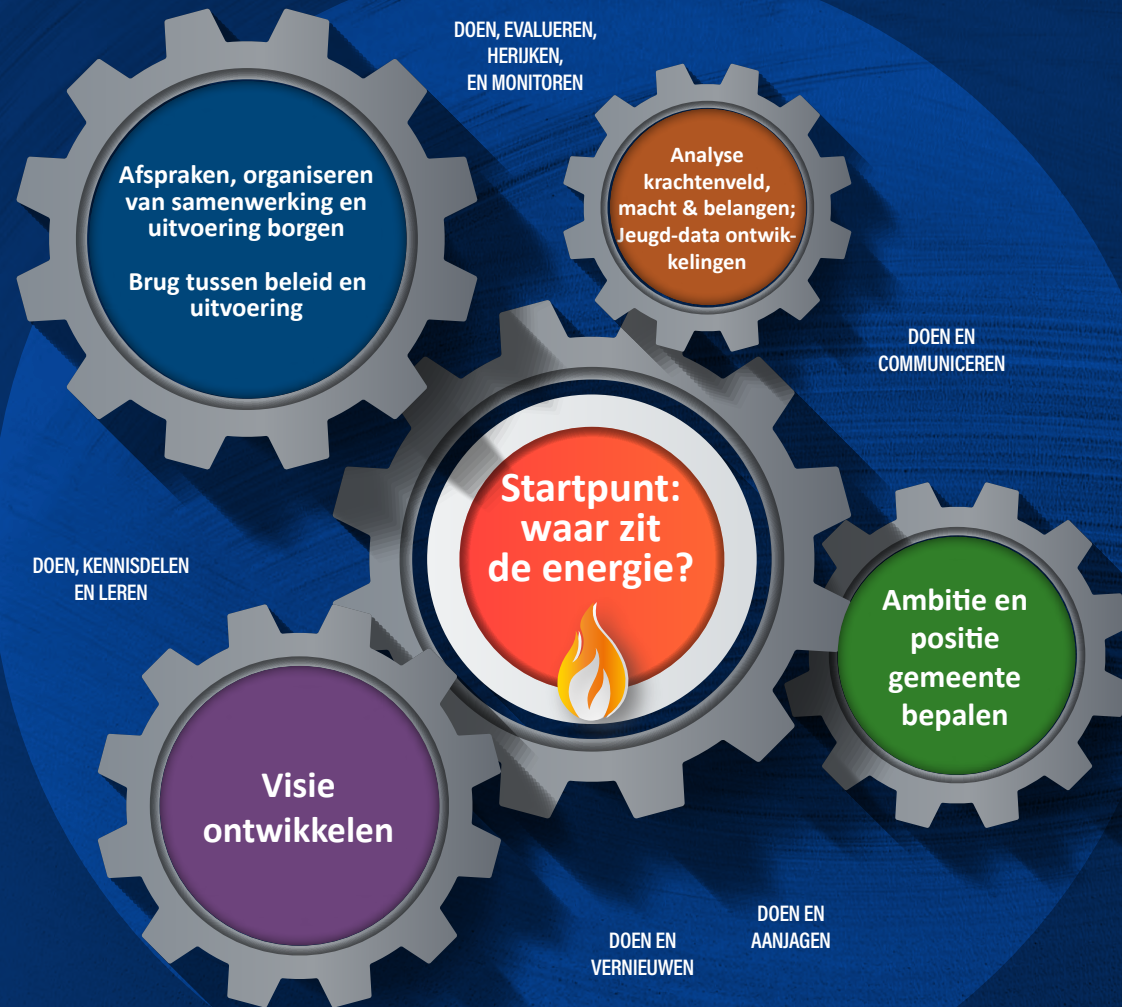 DOEN, EVALUEREN,
HERIJKEN,
EN MONITOREN
Afspraken, organiseren
van samenwerking en
uitvoering borgen
Brug tussen beleid en
uitvoering
Analyse
krachtenveld,
macht & belangen;
Jeugd-data ontwik-
kelingen
DOEN EN
COMMUNICEREN
Startpunt:
waar zit
de energie?
DOEN, KENNISDELEN
EN LEREN
Ambitie en
positie
gemeente
bepalen
Visie
ontwikkelen
DOEN EN
AANJAGEN
DOEN EN
VERNIEUWEN